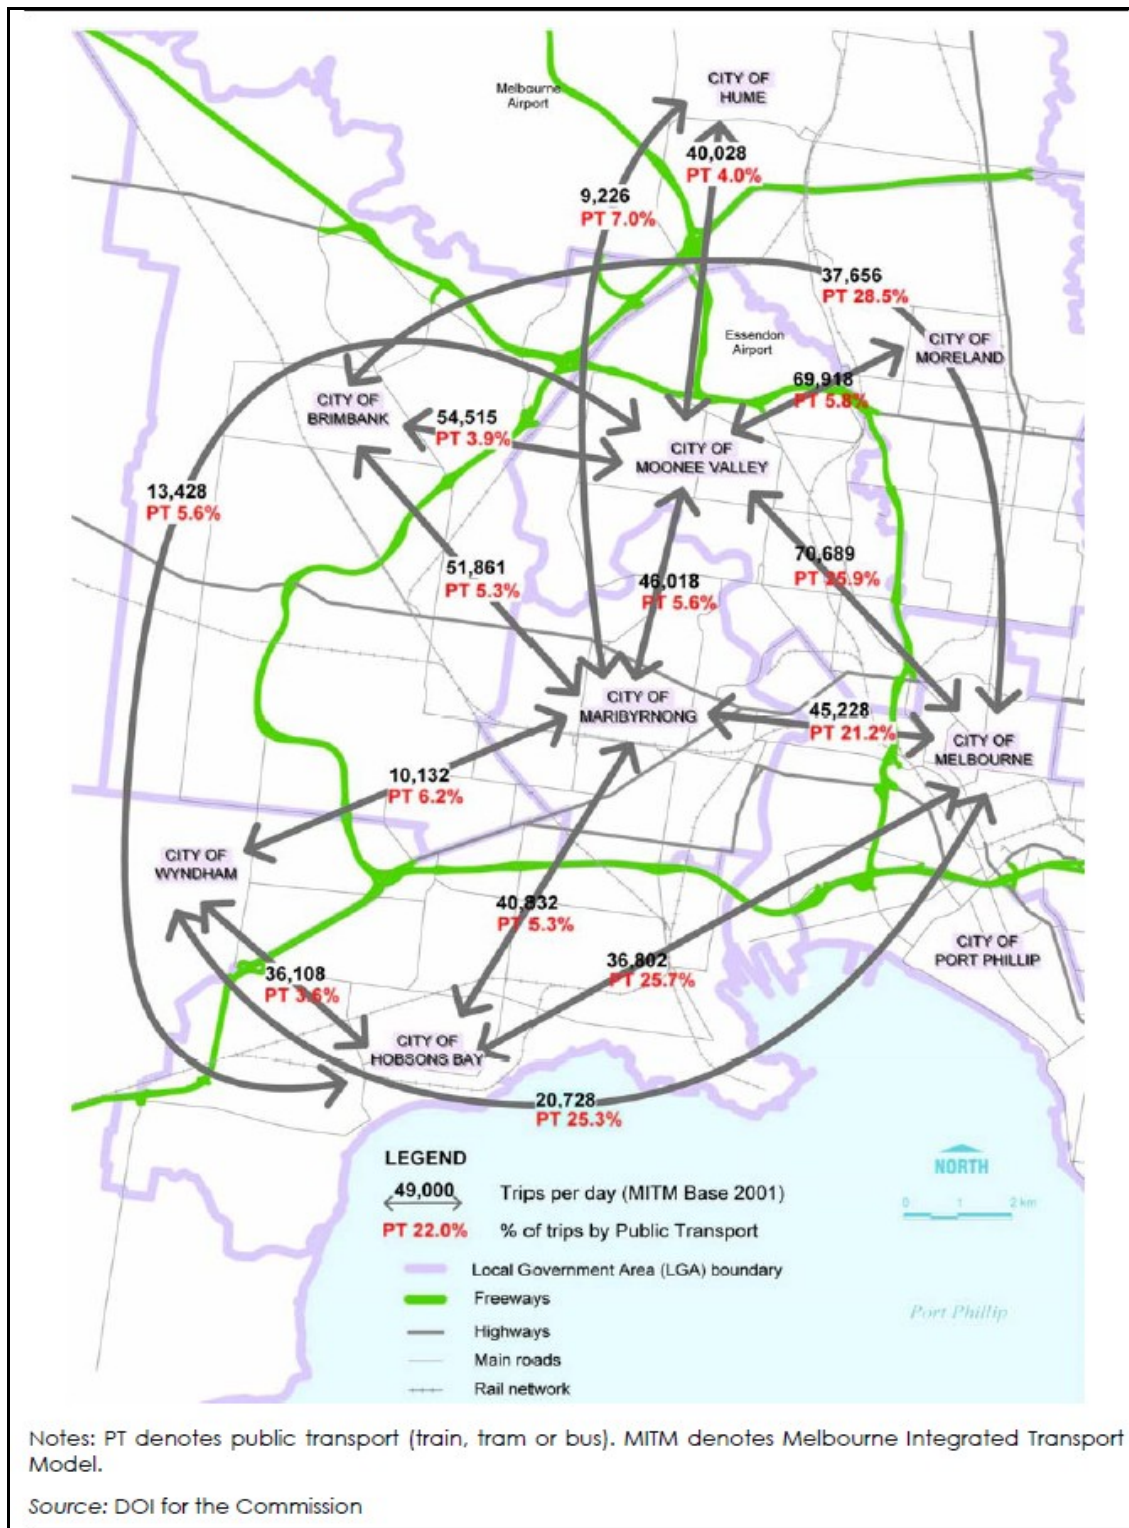 CITY OF
HUME
Melbourne
Airport
40,028
PT 4.0%
9,226
PT 7.0%
37,656
PT 28.5%
Essendon
Airport
CITY OF
MORELAND
69,918
PT 5.8%
CITY OF
BRIMBANK
54,515
PT 3.9%
CITY OF
MOONEE VALLEY
13,428
PT 5.6%
51,861
PT 5.3%
46,018
PT 5.6%
70,689
PT 25.9%
CITY OF
MARIBYRNONG
45,228
PT 21.2%
CITY OF
MELBOURNE
10,132
PT 6.2%
CITY OF
WYNDHAM
40,832
PT 5.3%
36,802
PT 25.7%
CITY OF
PORT PHILLIP
36,108
PT 3.6%
CITY OF
HOBSONS BAY
20,728
PT 25.3%
LEGEND
49,000 Trips per day (MITM Base 2001)
PT 22.0% % of trips by Public Transport
Local Government Area (LGA) boundary
Freeways
Highways
Main roads
Rail network
NORTH
0 1 2 km
Port Phillip
Notes: PT denotes public transport (train, tram or bus). MITM denotes Melbourne Integrated Transport
Model.
Source: DOI for the Commission